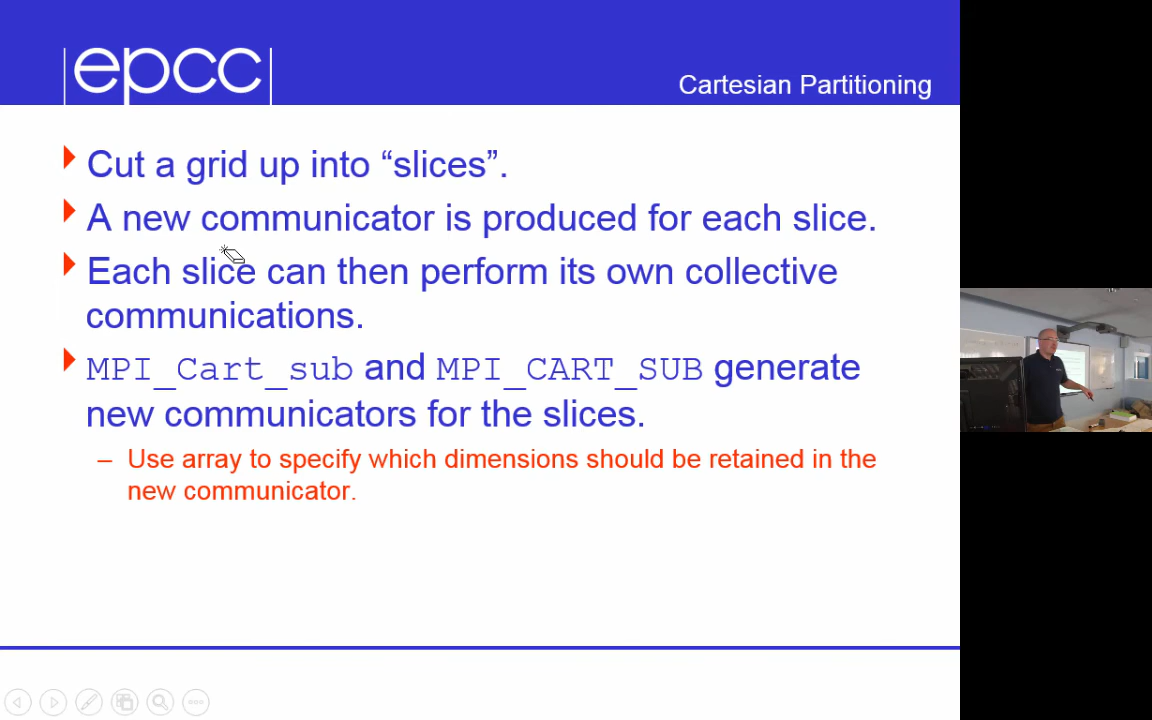 epcc
Cartesian Partitioning
Cut a grid up into “slices”.
A new communicator is produced for each slice.
Each slice can then perform its own collective
communications.
MPI_Cart_sub and MPI_CART_SUB generate
new communicators for the slices.
– Use array to specify which dimensions should be retained in the
new communicator.